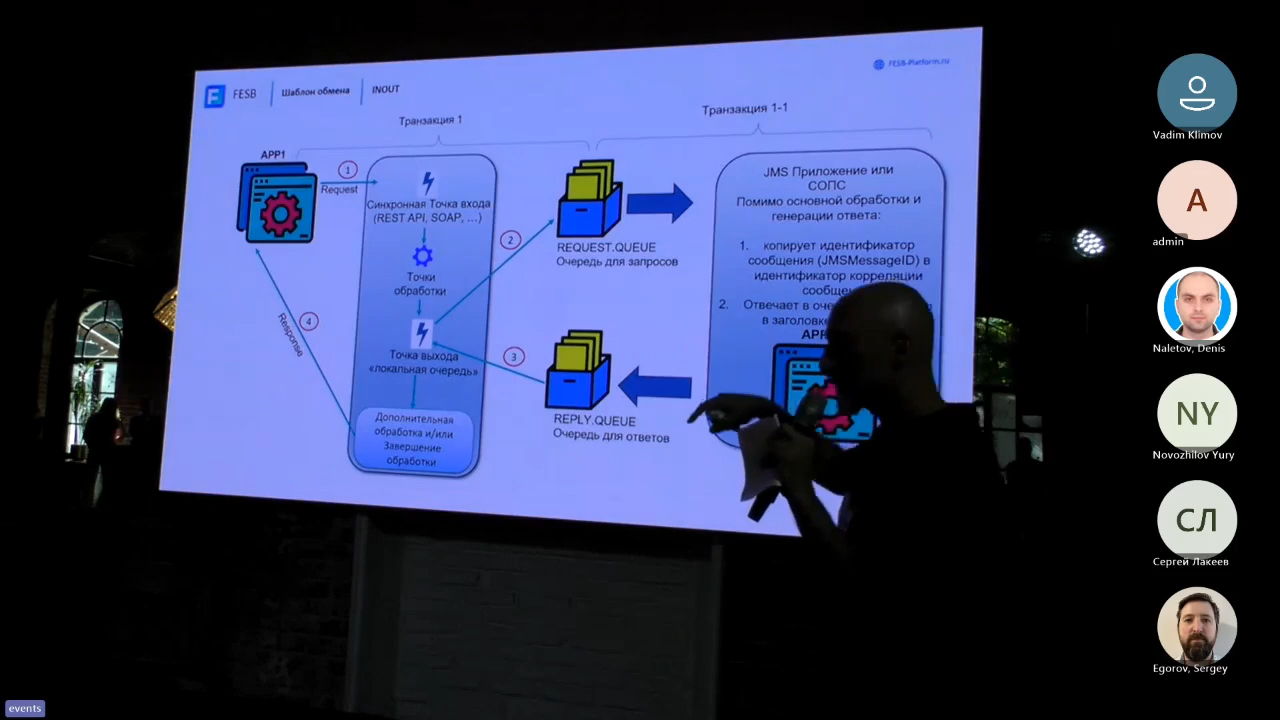 FESB
Шаблон обмена
INOUT
FESB-Platform.ru
Транзакция 1
Транзакция 1-1
APP1
1
Request
Синхронная Точка входа
(REST API, SOAP, ...)
Точки
обработки
Точка выхода
«локальная очередь»
Дополнительная
обработка и/или
Завершение
обработки
2
3
4
Response
REQUEST.QUEUE
Очередь для запросов
REPLY.QUEUE
Очередь для ответов
JMS Приложение или
СОПС
Помимо основной обработки и
генерации ответа:
1. копирует идентификатор
сообщения (JMSMessageID) в
идентификатор корреляции
2. Отвечает в
в
Vadim Klimov
A
admin
Naletov, Denis
NY
Novozhilov Yury
СЛ
Сергей Лакеев
Egorov, Sergey
events